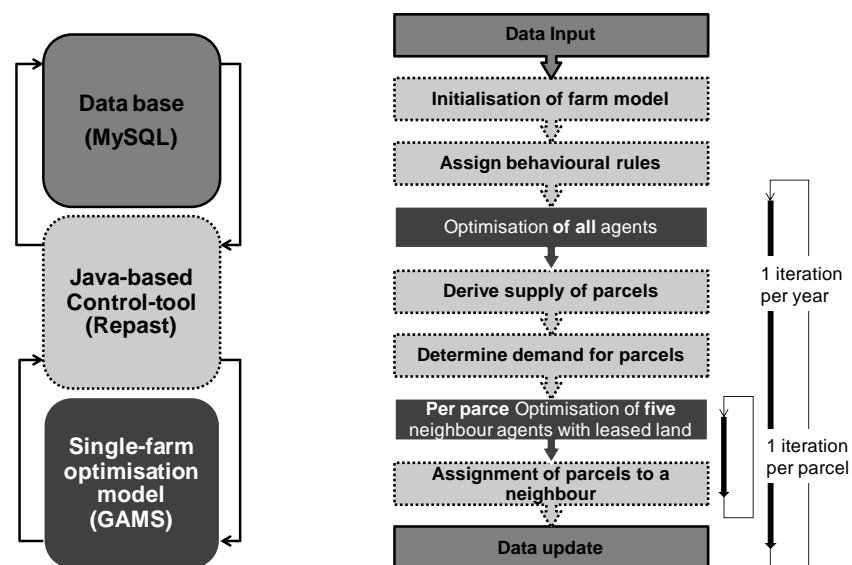 Data base
(MySQL)
Java-based
Control-tool
(Repast)
Single-farm
optimisation
model
(GAMS)
Data Input
Initialisation of farm model
Assign behavioural rules
Optimisation of all agents
Derive supply of parcels
Determine demand for parcels
Per parce Optimisation of five
neighbour agents with leased land
Assignment of parcels to a
neighbour
Data update
1 iteration
per year
1 iteration
per parcel